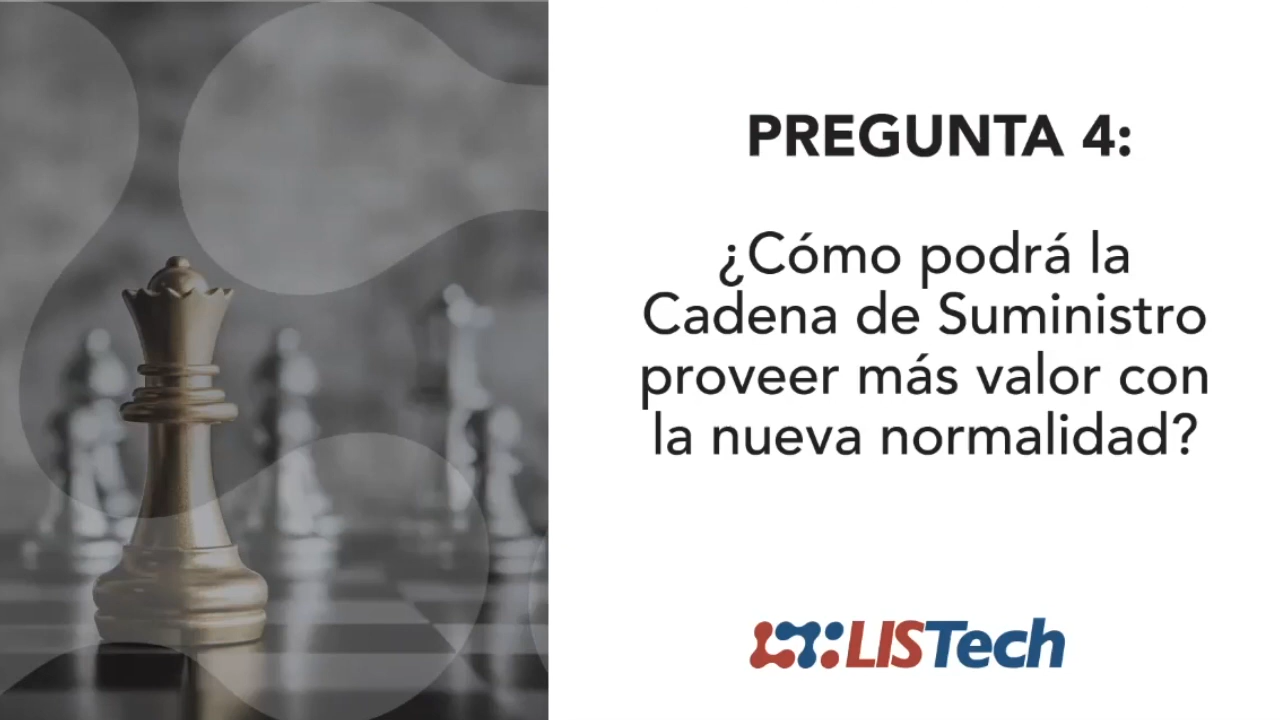 PREGUNTA 4:
¿Cómo podrá la
Cadena de Suministro
proveer más valor con
la nueva normalidad?
LISTech